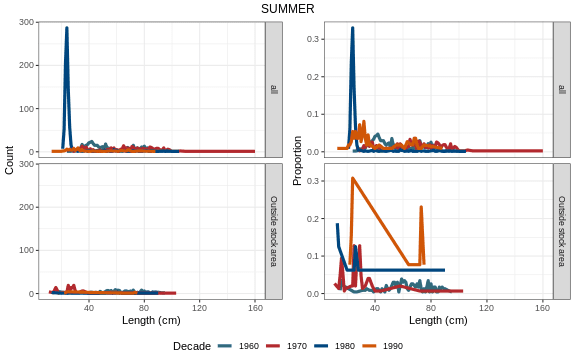 SUMMER
300
200
100
0
all
0.3
0.2
0.1
0.0
all
Count
Proportion
300
200
100
0
Outside stock area
0.3
0.2
0.1
0.0
Outside stock area
40 80 120 160
40 80 120 160
Length (cm)
Length (cm)
Decade 1960 1970 1980 1990